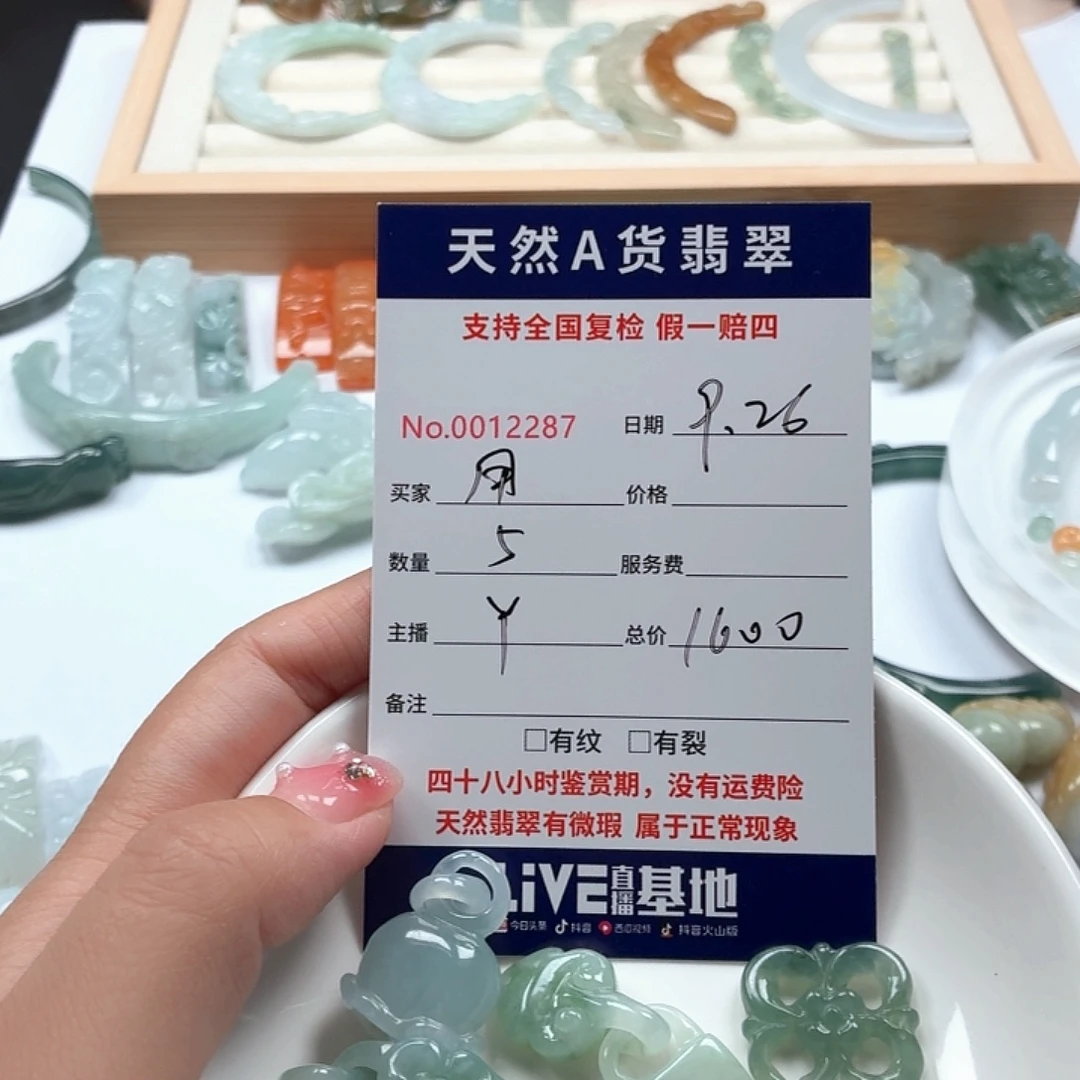 天然A货翡翠
支持全国复检 假一赔四
No.0012287 日期 9.26
买家 价格
数量 5 服务费
主播 Y 总价 1600
备注
□有纹 □有裂
四十八小时鉴赏期，没有运费险
天然翡翠有微瑕 属于正常现象
LiVE直播基地
今日头条 抖音 西瓜视频 抖音火山版